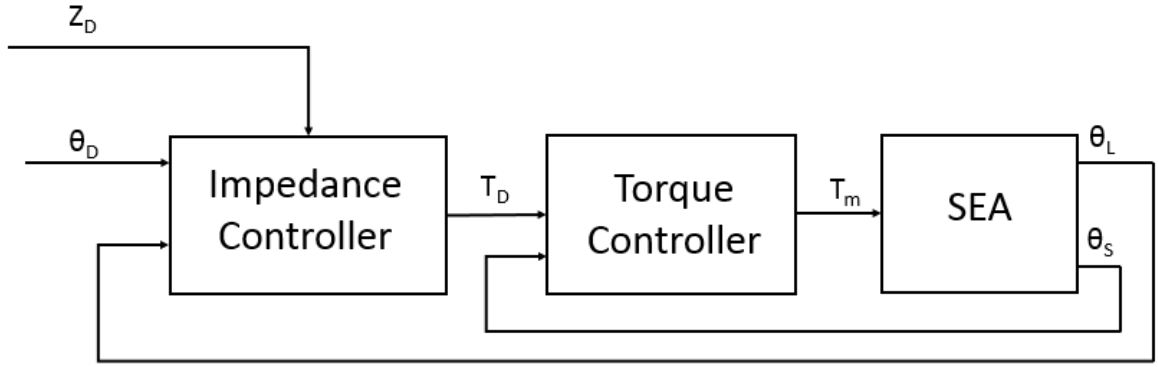 Z_D
θ_D
Impedance
Controller
T_D
Torque
Controller
T_m
SEA
θ_L
θ_S